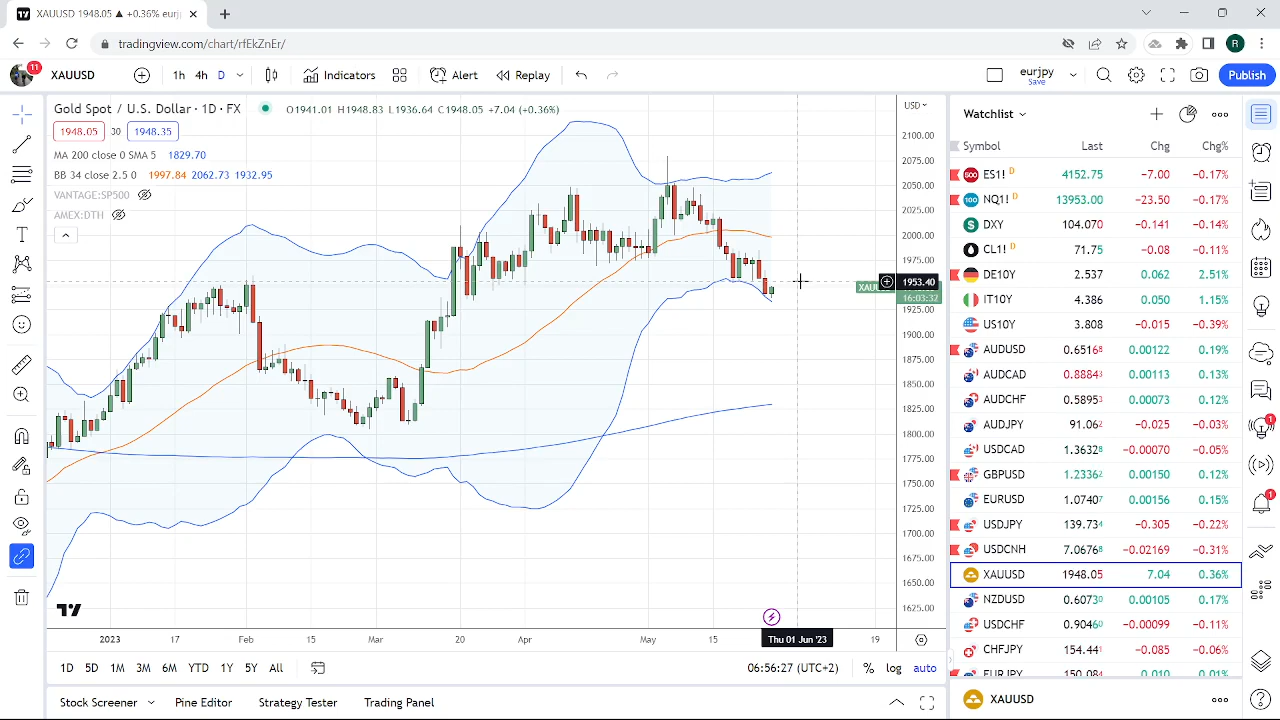 XAUUSD 1948.05 ▲ +0.36% eurj
tradingview.com/chart/rfEkZnEr/
R
11
XAUUSD
1h 4h D
Indicators
Alert
Replay
eurjpy
Save
Publish
Gold Spot / U.S. Dollar · 1D · FX
O1941.01 H1948.83 L1936.64 C1948.05 +7.04 (+0.36%)
1948.05 30 1948.35
MA 200 close 0 SMA 5 1829.70
BB 34 close 2.5 0 1997.84 2062.73 1932.95
VANTAGE:SP500
AMEX:DTH
USD
2100.00
2075.00
2050.00
2025.00
2000.00
1975.00
1953.40
XAU
16:03:32
1925.00
1900.00
1875.00
1850.00
1825.00
1800.00
1775.00
1750.00
1725.00
1700.00
1675.00
1650.00
1625.00
2023 17 Feb 15 Mar 20 Apr May 15 Thu 01 Jun '23 19
1D 5D 1M 3M 6M YTD 1Y 5Y All
06:56:27 (UTC+2) % log auto
Stock Screener Pine Editor Strategy Tester Trading Panel
Watchlist
Symbol Last Chg Chg%
500 ES1! D 4152.75 −7.00 −0.17%
100 NQ1! D 13953.00 −23.50 −0.17%
$ DXY 104.070 −0.141 −0.14%
CL1! D 71.75 −0.08 −0.11%
DE10Y 2.537 0.062 2.51%
IT10Y 4.386 0.050 1.15%
US10Y 3.808 −0.015 −0.39%
AUDUSD 0.65168 0.00122 0.19%
AUDCAD 0.88843 0.00113 0.13%
AUDCHF 0.58953 0.00073 0.12%
AUDJPY 91.062 −0.025 −0.03%
USDCAD 1.36328 −0.00070 −0.05%
GBPUSD 1.23362 0.00150 0.12%
EURUSD 1.07407 0.00156 0.15%
USDJPY 139.734 −0.305 −0.22%
USDCNH 7.06768 −0.02169 −0.31%
XAUUSD 1948.05 7.04 0.36%
NZDUSD 0.60730 0.00105 0.17%
USDCHF 0.90460 −0.00099 −0.11%
CHFJPY 154.441 −0.085 −0.06%
EURJPY 150.084 0.010 0.01%
XAUUSD
1
1